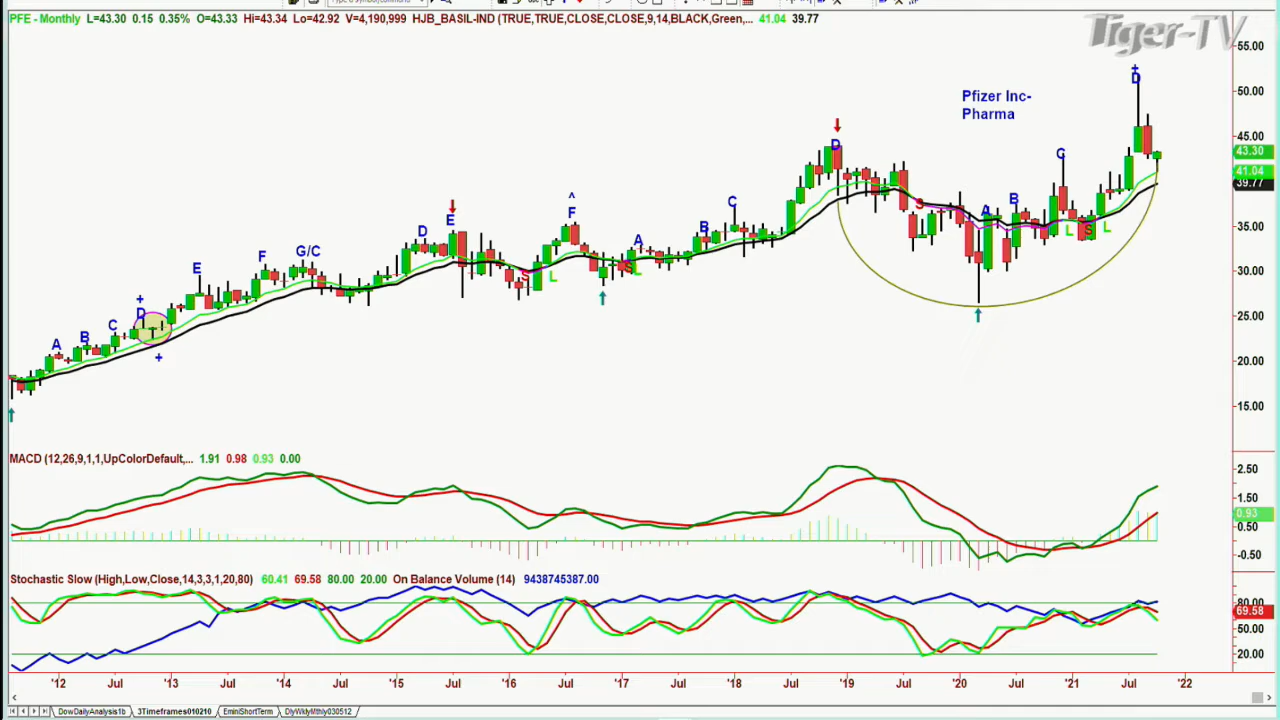 PFE - Monthly L=43.30 0.15 0.35% O=43.33 Hi=43.34 Lo=42.92 V=4,190,999 HJB_BASIL-IND (TRUE,TRUE,CLOSE,CLOSE,9,14,BLACK,Green,... 41.04 39.77
Tiger-TV
Pfizer Inc-
Pharma
55.00
50.00
45.00
43.30
41.04
39.77
35.00
30.00
25.00
20.00
15.00
A
B
C
+
D
+
E
F
G/C
D
E
S
L
^
F
A
S
L
B
C
D
S
A
B
G
L
S
L
+
D
MACD (12,26,9,1,1,UpColorDefault,... 1.91 0.98 0.93 0.00
2.50
1.50
0.93
0.50
-0.50
Stochastic Slow (High,Low,Close,14,3,3,1,20,80) 60.41 69.58 80.00 20.00 On Balance Volume (14) 9438745387.00
80.00
69.58
50.00
20.00
'12 Jul '13 Jul '14 Jul '15 Jul '16 Jul '17 Jul '18 Jul '19 Jul '20 Jul '21 Jul '22
DowDailyAnalysis1b 3Timeframes010210 EminiShortTerm DlyWklyMthly030512